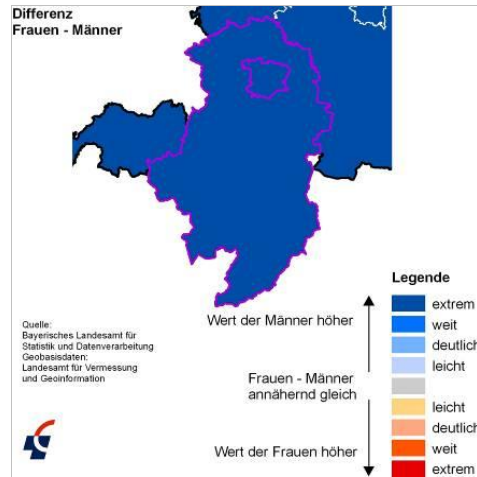 Differenz
Frauen - Männer
Legende
extrem
weit
deutlich
leicht
leicht
deutlich
weit
extrem
Wert der Männer höher
Frauen - Männer
annähernd gleich
Wert der Frauen höher
Quelle:
Bayerisches Landesamt für
Statistik und Datenverarbeitung
Geobasisdaten:
Landesamt für Vermessung
und Geoinformation